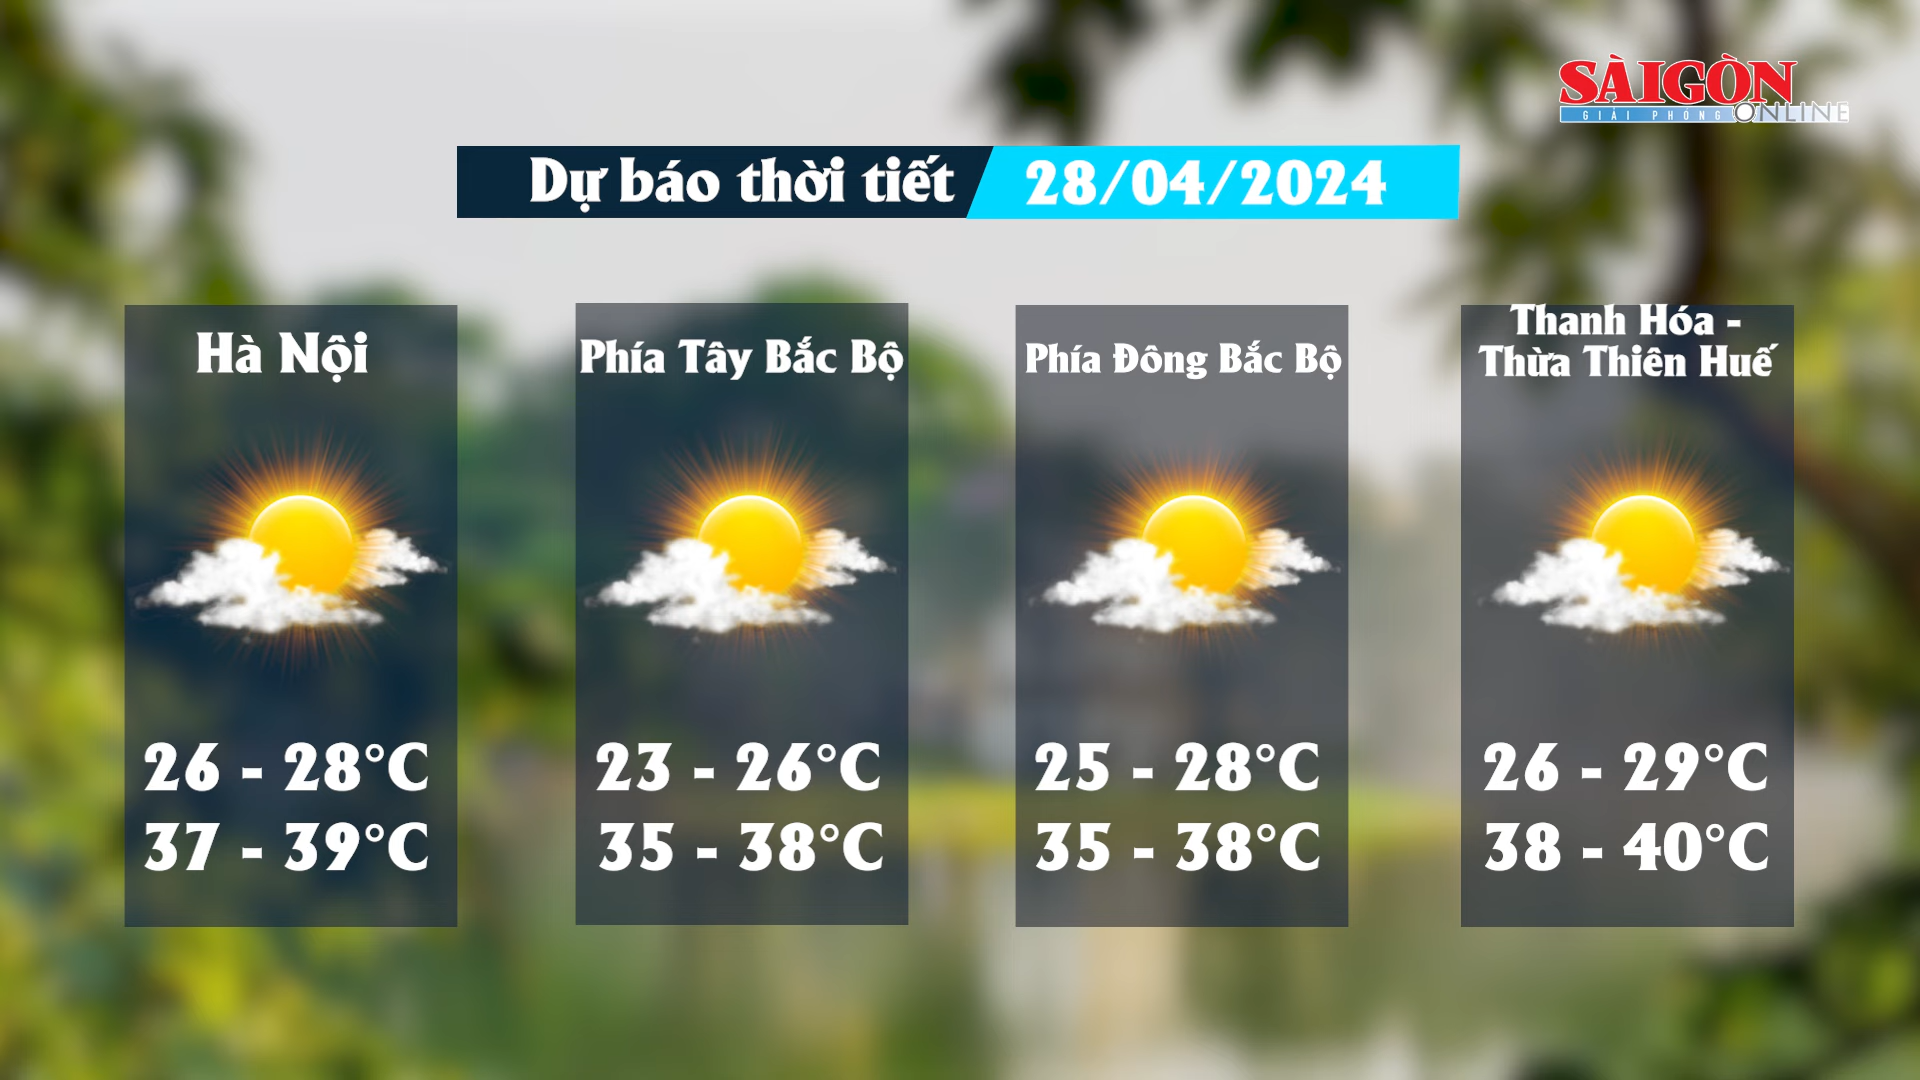 SÀI GÒN
GIẢI PHÓNG ONLINE
Dự báo thời tiết 28/04/2024
Hà Nội
26 - 28°C
37 - 39°C
Phía Tây Bắc Bộ
23 - 26°C
35 - 38°C
Phía Đông Bắc Bộ
25 - 28°C
35 - 38°C
Thanh Hóa -
Thừa Thiên Huế
26 - 29°C
38 - 40°C